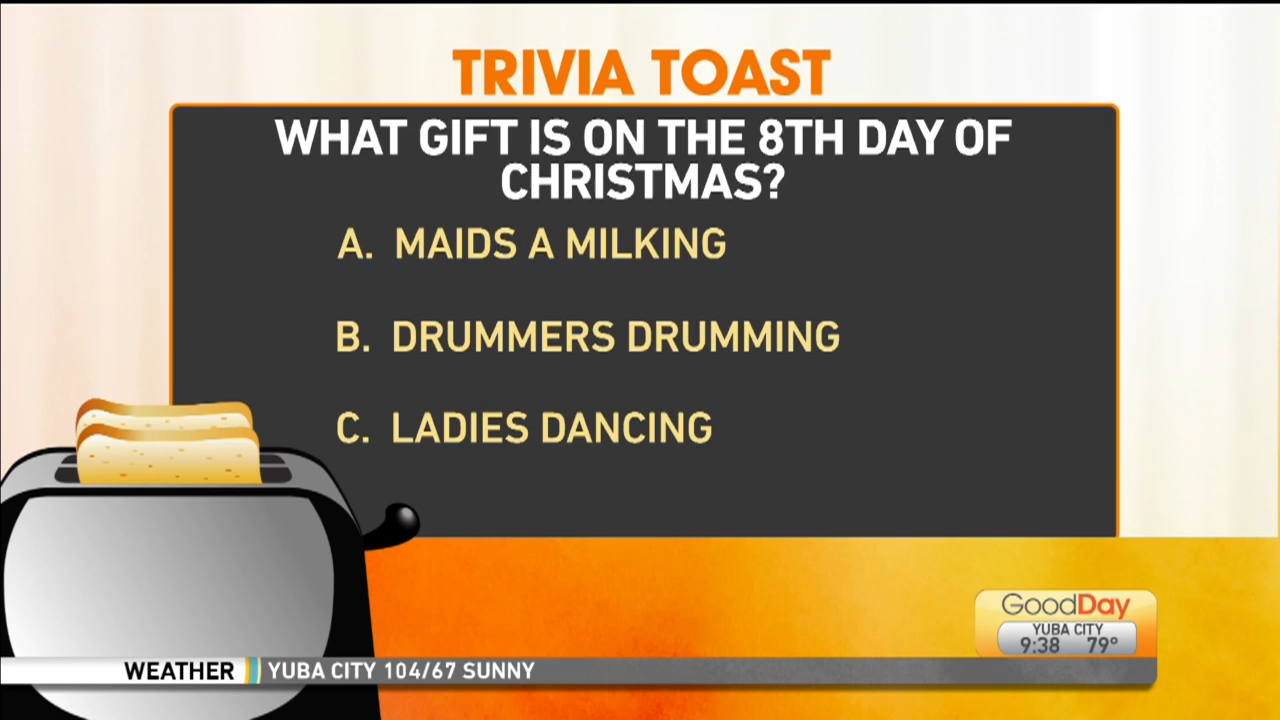 TRIVIA TOAST
WHAT GIFT IS ON THE 8TH DAY OF
CHRISTMAS?
A. MAIDS A MILKING
B. DRUMMERS DRUMMING
C. LADIES DANCING
GoodDay
YUBA CITY
9:38 79°
WEATHER YUBA CITY 104/67 SUNNY